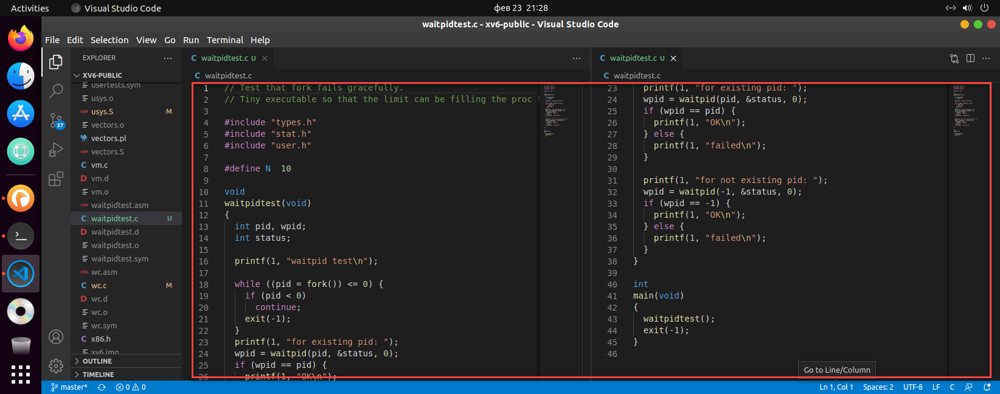 Activities
Visual Studio Code
фев 23 21:28
waitpidtest.c - xv6-public - Visual Studio Code
File Edit Selection View Go Run Terminal Help
EXPLORER
XV6-PUBLIC
usertests.sym
usys.o
ASM usys.S M
vectors.o
vectors.pl
ASM vectors.S
C vm.c
D vm.d
vm.o
ASM waitpidtest.asm
C waitpidtest.c U
D waitpidtest.d
waitpidtest.o
waitpidtest.sym
ASM wc.asm
C wc.c M
D wc.d
wc.o
wc.sym
C x86.h
xv6.img
OUTLINE
TIMELINE
27
C waitpidtest.c U
C waitpidtest.c
1 // Test that fork fails gracefully.
2 // Tiny executable so that the limit can be filling the proc
3
4 #include "types.h"
5 #include "stat.h"
6 #include "user.h"
7
8 #define N  10
9
10 void
11 waitpidtest(void)
12 {
13   int pid, wpid;
14   int status;
15
16   printf(1, "waitpid test\n");
17
18   while ((pid = fork()) <= 0) {
19     if (pid < 0)
20       continue;
21     exit(-1);
22   }
23   printf(1, "for existing pid: ");
24   wpid = waitpid(pid, &status, 0);
25   if (wpid == pid) {
26     printf(1, "OK\n");
C waitpidtest.c U
C waitpidtest.c
23   printf(1, "for existing pid: ");
24   wpid = waitpid(pid, &status, 0);
25   if (wpid == pid) {
26     printf(1, "OK\n");
27   } else {
28     printf(1, "failed\n");
29   }
30
31   printf(1, "for not existing pid: ");
32   wpid = waitpid(-1, &status, 0);
33   if (wpid == -1) {
34     printf(1, "OK\n");
35   } else {
36     printf(1, "failed\n");
37   }
38 }
39
40 int
41 main(void)
42 {
43   waitpidtest();
44   exit(-1);
45 }
46
Go to Line/Column
master* 0 0
Ln 1, Col 1 Spaces: 2 UTF-8 LF C